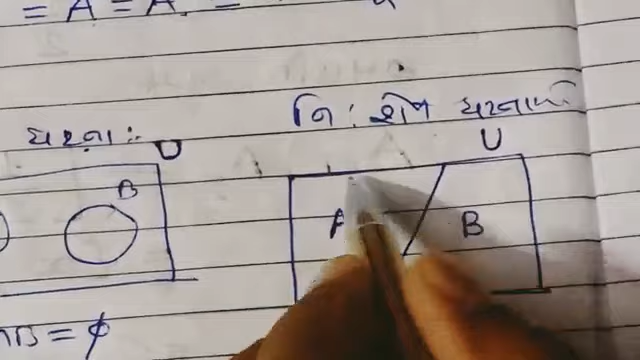 = A = A
નિ:શેષ ઘટનાઓ
ઘટના:
U
U
B
A
B
∩B = φ